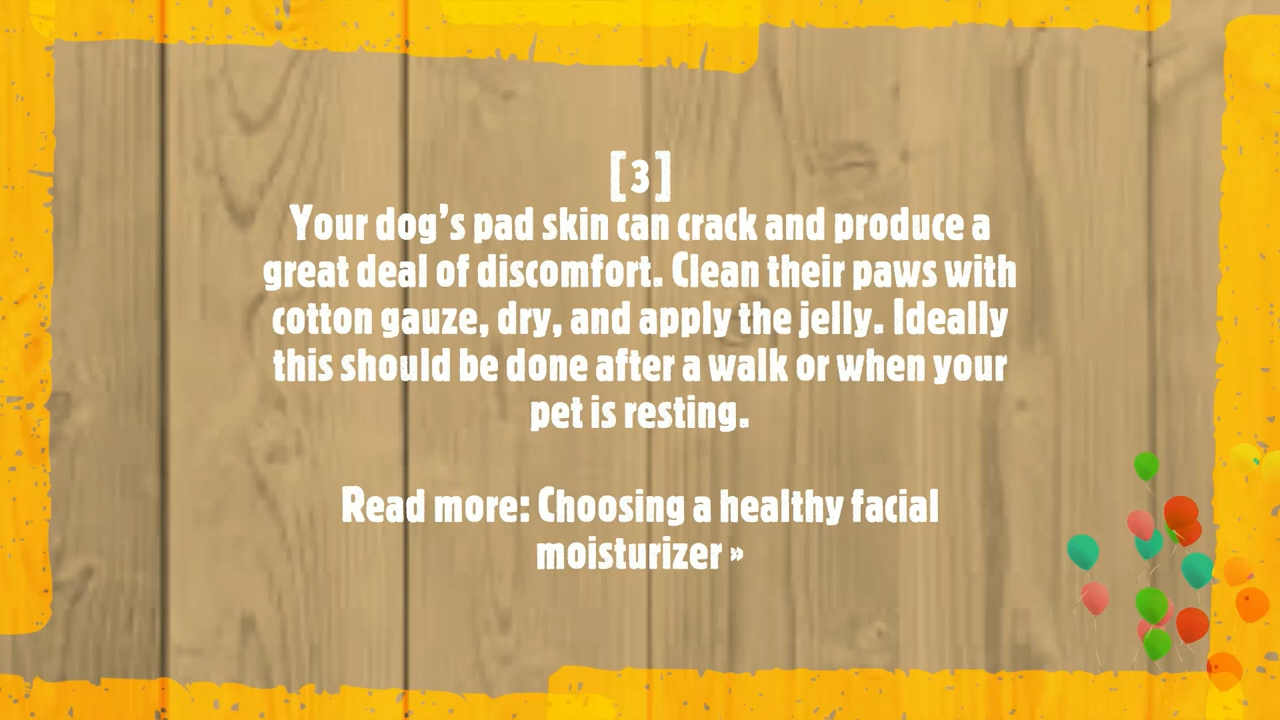 [3]
Your dog's pad skin can crack and produce a
great deal of discomfort. Clean their paws with
cotton gauze, dry, and apply the jelly. Ideally
this should be done after a walk or when your
pet is resting.
Read more: Choosing a healthy facial
moisturizer »